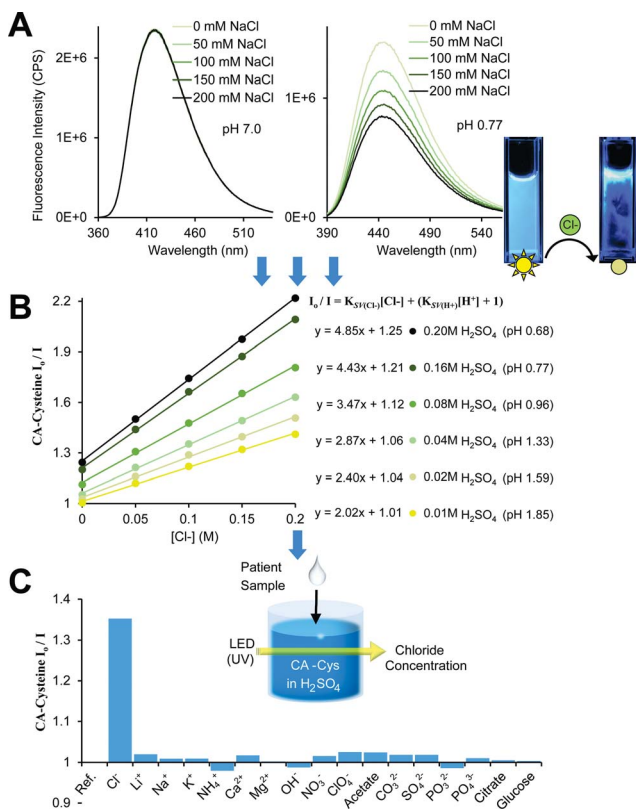 A
Fluorescence Intensity (CPS)
2E+6
1E+6
0E+0
0 mM NaCl
50 mM NaCl
100 mM NaCl
150 mM NaCl
200 mM NaCl
pH 7.0
360 410 460 510
Wavelength (nm)
1E+6
0E+0
0 mM NaCl
50 mM NaCl
100 mM NaCl
150 mM NaCl
200 mM NaCl
pH 0.77
390 440 490 540
Wavelength (nm)
Cl-
B
CA-Cysteine Iₒ / I
2.2
1.9
1.6
1.3
1
0 0.05 0.1 0.15 0.2
[Cl-] (M)
Iₒ / I = K_SV(Cl-)[Cl-] + (K_SV(H+)[H⁺] + 1)
y = 4.85x + 1.25 0.20M H₂SO₄ (pH 0.68)
y = 4.43x + 1.21 0.16M H₂SO₄ (pH 0.77)
y = 3.47x + 1.12 0.08M H₂SO₄ (pH 0.96)
y = 2.87x + 1.06 0.04M H₂SO₄ (pH 1.33)
y = 2.40x + 1.04 0.02M H₂SO₄ (pH 1.59)
y = 2.02x + 1.01 0.01M H₂SO₄ (pH 1.85)
C
Patient
Sample
LED
(UV)
CA -Cys
in H₂SO₄
Chloride
Concentration
CA-Cysteine Iₒ / I
1.4
1.3
1.2
1.1
1
0.9
Ref. Cl⁻ Li⁺ Na⁺ K⁺ NH₄⁺ Ca²⁺ Mg²⁺ OH⁻ NO₃⁻ ClO₄⁻ Acetate CO₃²⁻ SO₄²⁻ PO₃²⁻ PO₄³⁻ Citrate Glucose